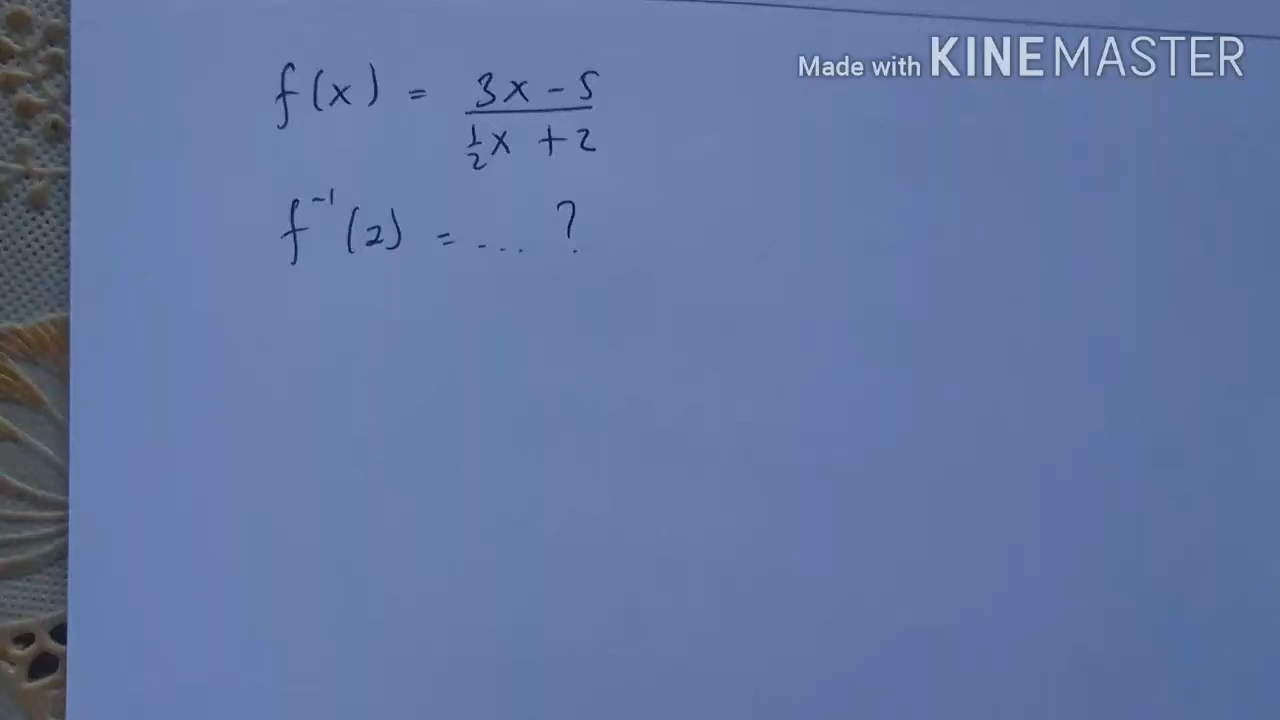 Made with KINEMASTER
f(x) = (3x - 5)/(½x + 2)
f⁻¹(2) = ... ?